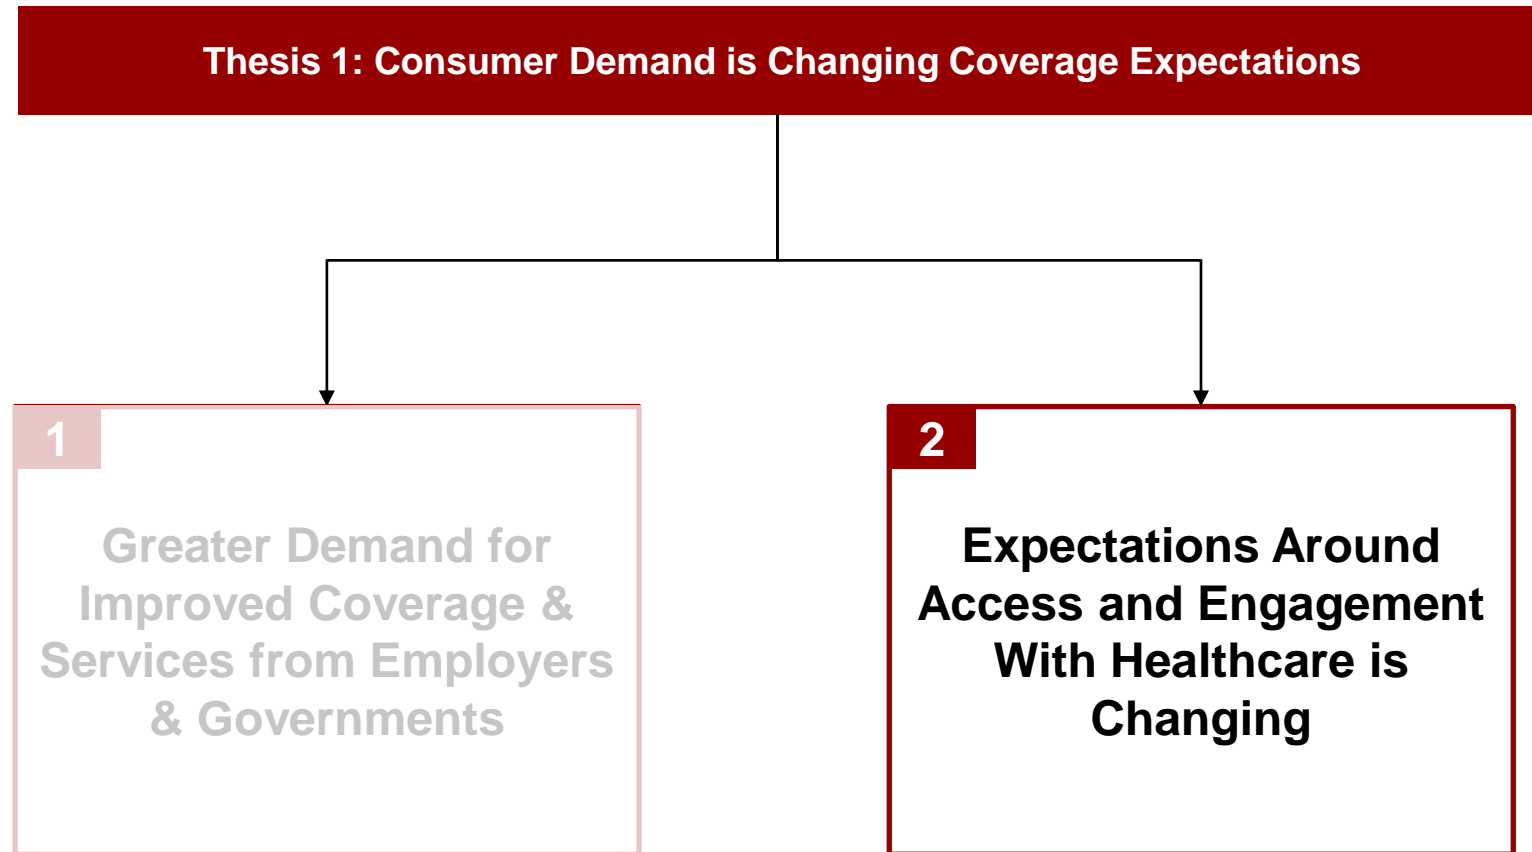 Thesis 1: Consumer Demand is Changing Coverage Expectations
1
Greater Demand for
Improved Coverage &
Services from Employers
& Governments
2
Expectations Around
Access and Engagement
With Healthcare is
Changing